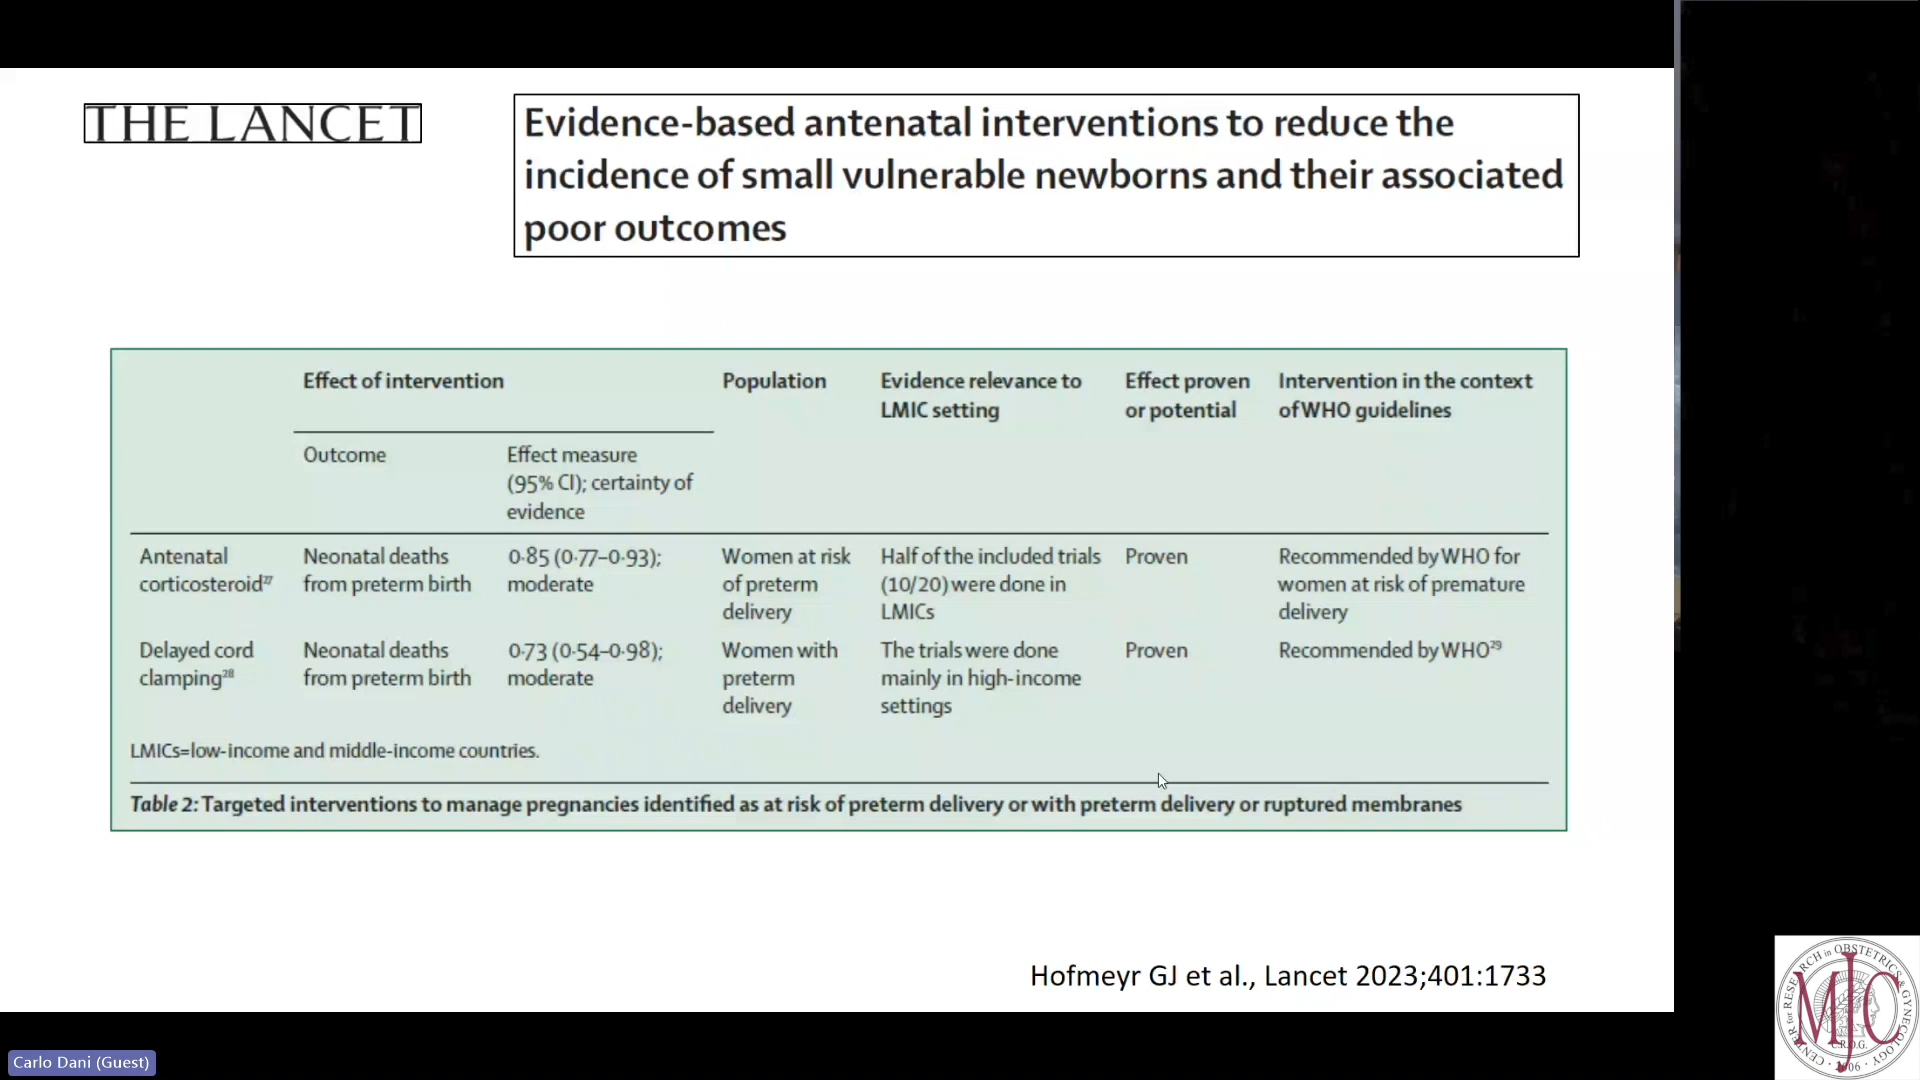 THE LANCET
Evidence-based antenatal interventions to reduce the
incidence of small vulnerable newborns and their associated
poor outcomes
Effect of intervention
Population
Evidence relevance to
LMIC setting
Effect proven
or potential
Intervention in the context
of WHO guidelines
Outcome
Effect measure
(95% CI); certainty of
evidence
Antenatal
corticosteroid²⁷
Neonatal deaths
from preterm birth
0·85 (0·77–0·93);
moderate
Women at risk
of preterm
delivery
Half of the included trials
(10/20) were done in
LMICs
Proven
Recommended by WHO for
women at risk of premature
delivery
Delayed cord
clamping²⁸
Neonatal deaths
from preterm birth
0·73 (0·54–0·98);
moderate
Women with
preterm
delivery
The trials were done
mainly in high-income
settings
Proven
Recommended by WHO²⁹
LMICs=low-income and middle-income countries.
Table 2: Targeted interventions to manage pregnancies identified as at risk of preterm delivery or with preterm delivery or ruptured membranes
Hofmeyr GJ et al., Lancet 2023;401:1733
Carlo Dani (Guest)
CENTER for RESEARCH in OBSTETRICS & GYNECOLOGY
MJC
C.R.O.G.
2006